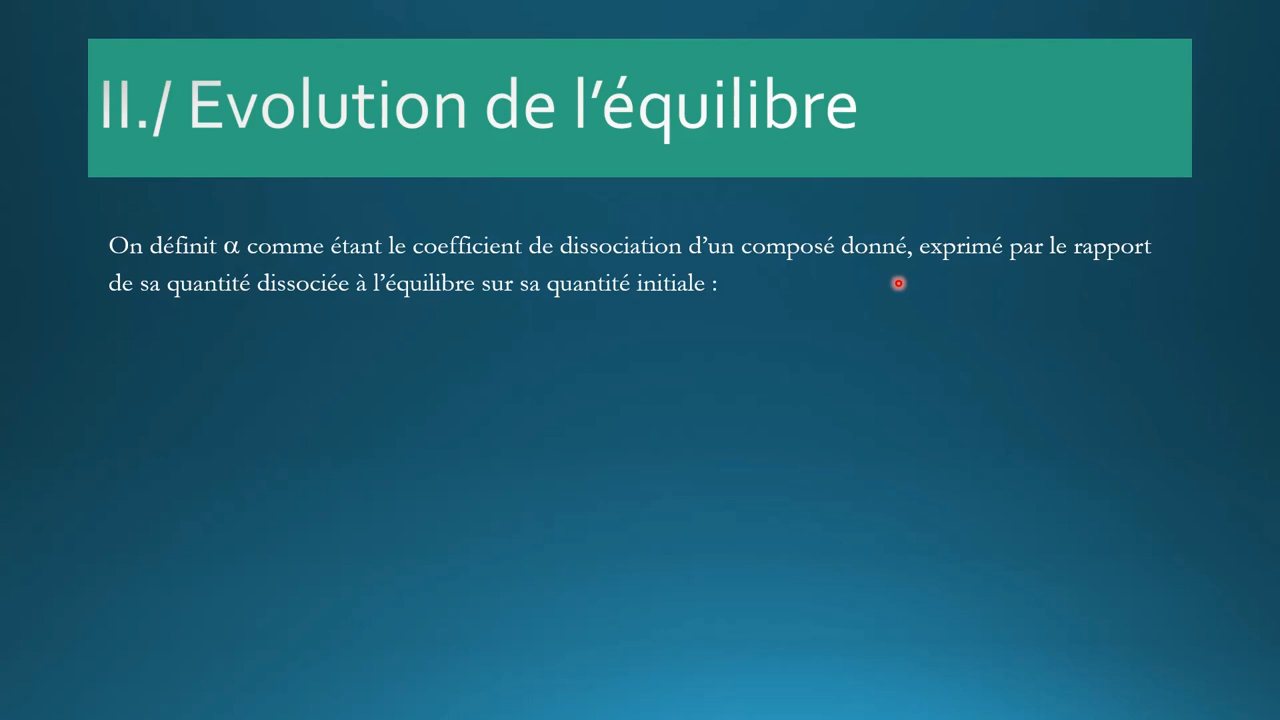 II./ Evolution de l’équilibre
On définit α comme étant le coefficient de dissociation d’un composé donné, exprimé par le rapport
de sa quantité dissociée à l’équilibre sur sa quantité initiale :